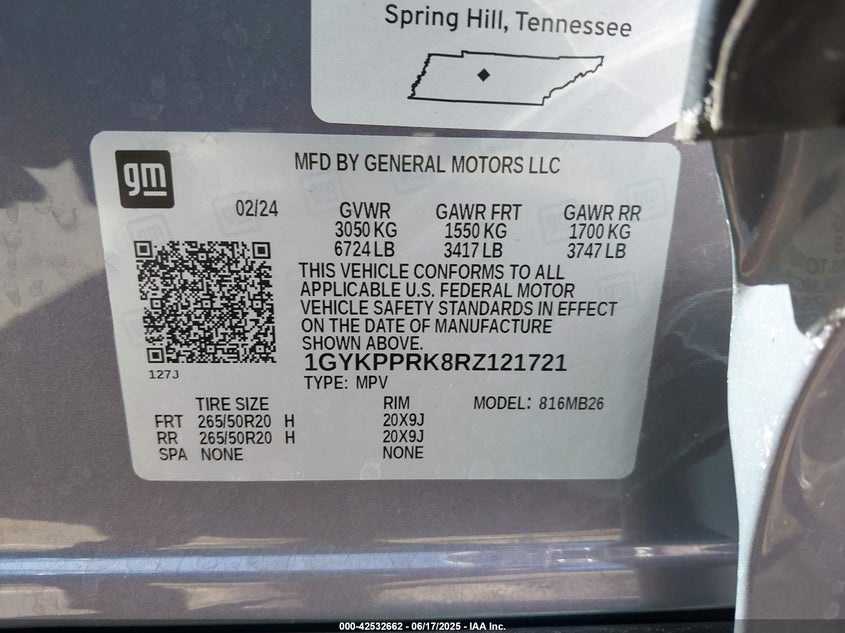 Spring Hill, Tennessee
gm
MFD BY GENERAL MOTORS LLC
02/24 GVWR GAWR FRT GAWR RR
3050 KG 1550 KG 1700 KG
6724 LB 3417 LB 3747 LB
THIS VEHICLE CONFORMS TO ALL
APPLICABLE U.S. FEDERAL MOTOR
VEHICLE SAFETY STANDARDS IN EFFECT
ON THE DATE OF MANUFACTURE
SHOWN ABOVE.
1GYKPPRK8RZ121721
127J
TYPE: MPV
TIRE SIZE RIM MODEL: 816MB26
FRT 265/50R20 H 20X9J
RR 265/50R20 H 20X9J
SPA NONE NONE
000-42532662 - 06/17/2025 - IAA Inc.